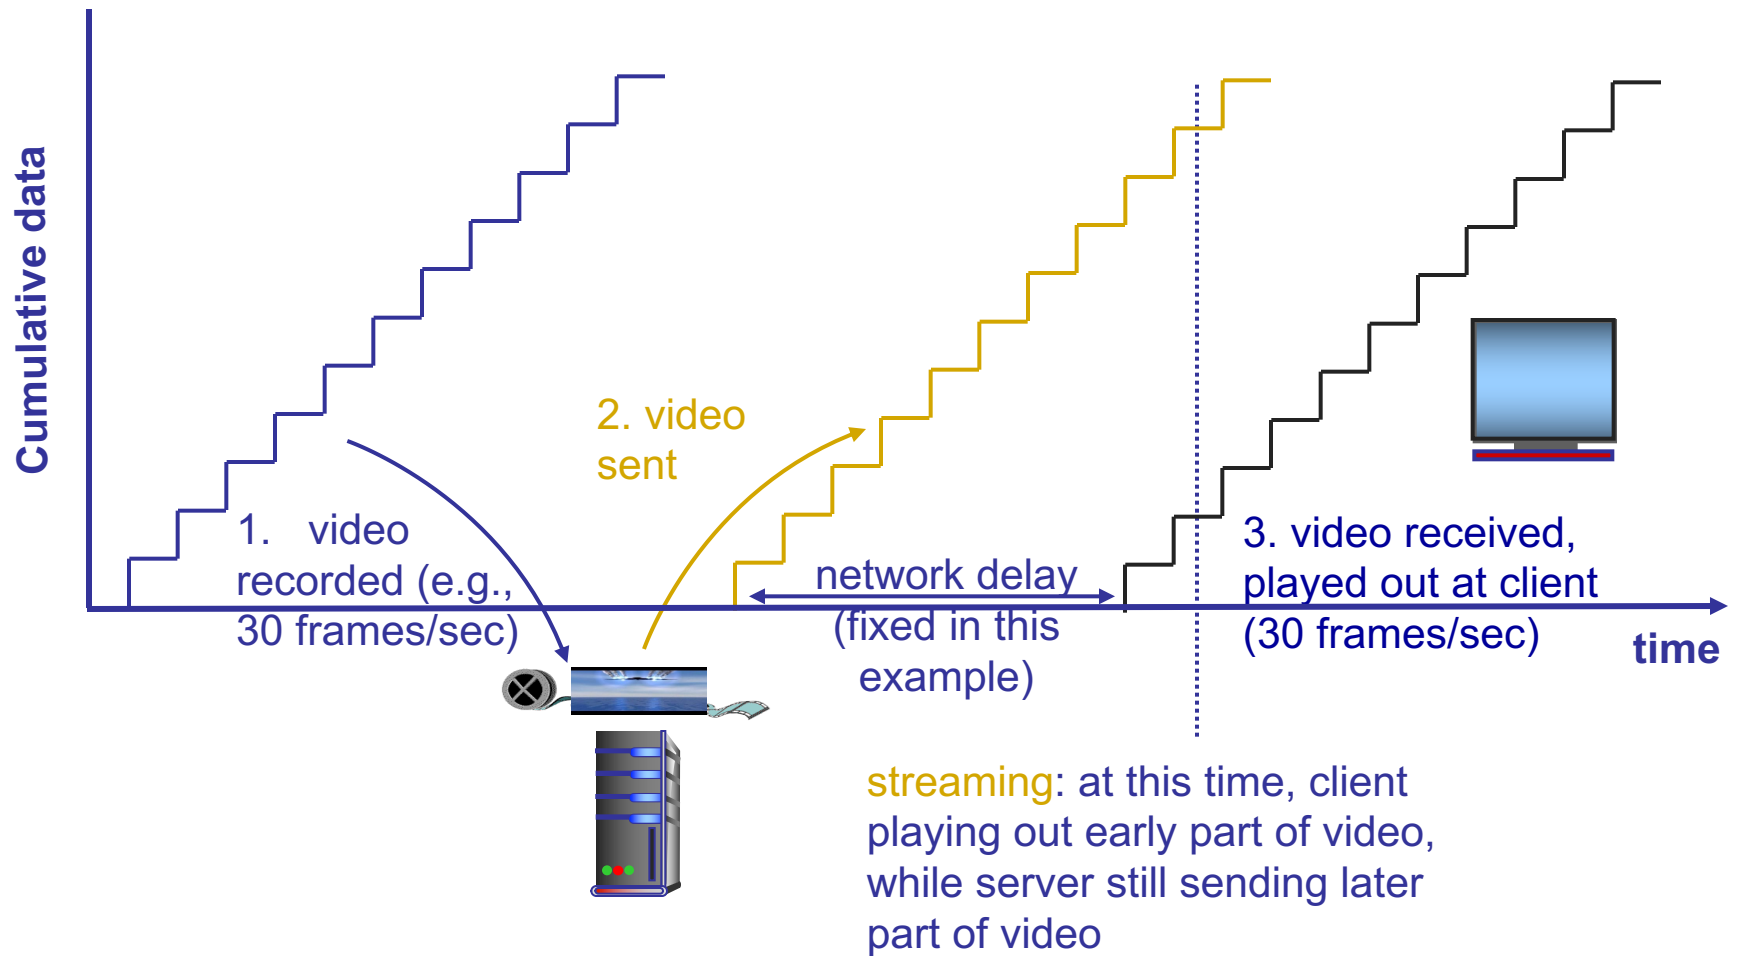 Cumulative data
1. video
recorded (e.g.,
30 frames/sec)
2. video
sent
network delay
(fixed in this
example)
3. video received,
played out at client
(30 frames/sec)
time
streaming: at this time, client
playing out early part of video,
while server still sending later
part of video